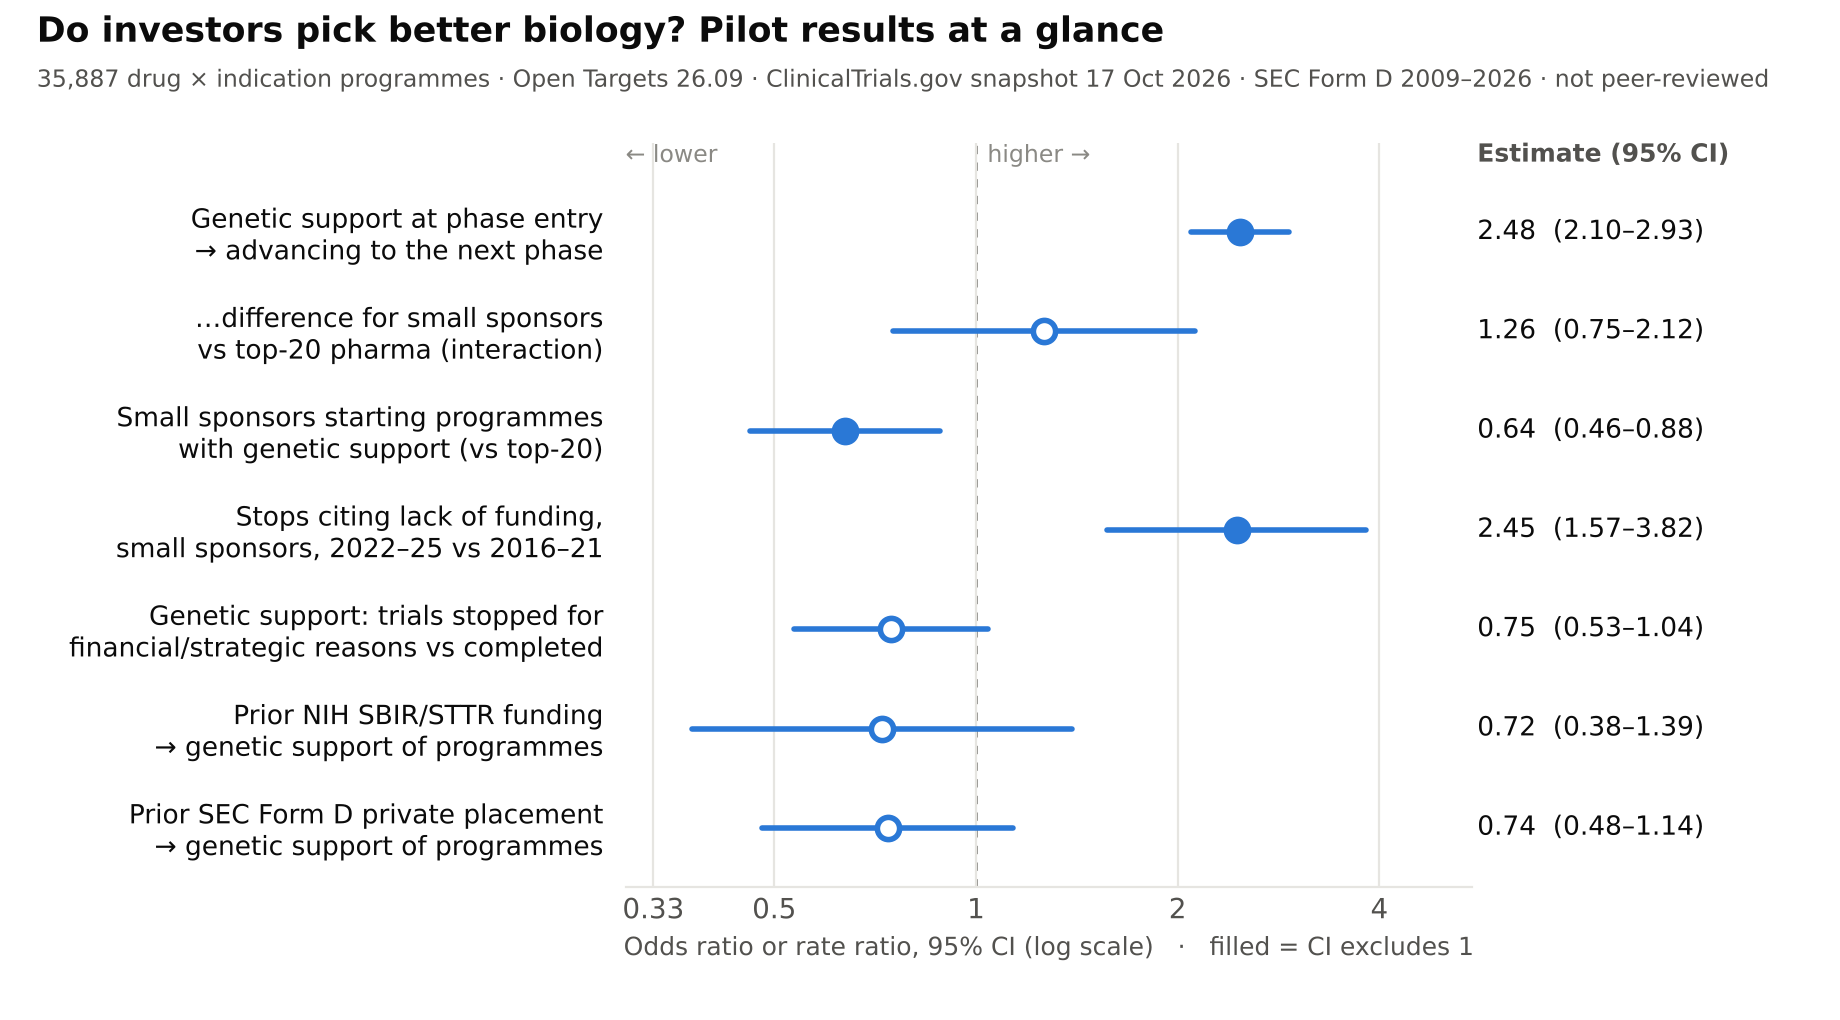 Do investors pick better biology? Pilot results at a glance
35,887 drug × indication programmes · Open Targets 26.09 · ClinicalTrials.gov snapshot 17 Oct 2026 · SEC Form D 2009–2026 · not peer-reviewed
← lower
higher →
Estimate (95% CI)
Genetic support at phase entry
→ advancing to the next phase
2.48 (2.10–2.93)
…difference for small sponsors
vs top-20 pharma (interaction)
1.26 (0.75–2.12)
Small sponsors starting programmes
with genetic support (vs top-20)
0.64 (0.46–0.88)
Stops citing lack of funding,
small sponsors, 2022–25 vs 2016–21
2.45 (1.57–3.82)
Genetic support: trials stopped for
financial/strategic reasons vs completed
0.75 (0.53–1.04)
Prior NIH SBIR/STTR funding
→ genetic support of programmes
0.72 (0.38–1.39)
Prior SEC Form D private placement
→ genetic support of programmes
0.74 (0.48–1.14)
0.33 0.5 1 2 4
Odds ratio or rate ratio, 95% CI (log scale) · filled = CI excludes 1